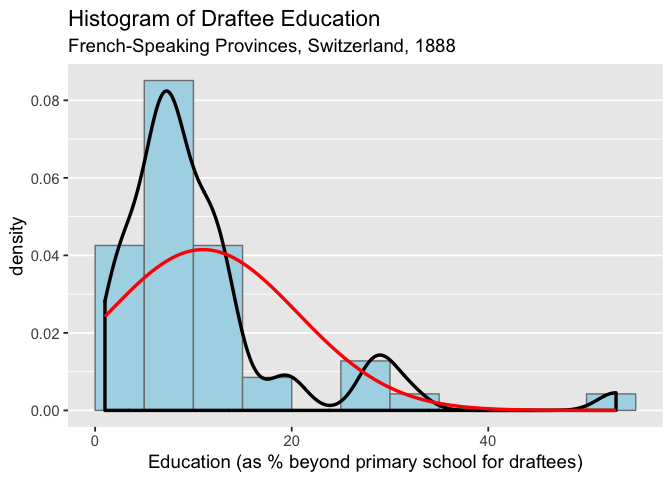 Histogram of Draftee Education
French-Speaking Provinces, Switzerland, 1888
density
0.08
0.06
0.04
0.02
0.00
0
20
40
Education (as % beyond primary school for draftees)